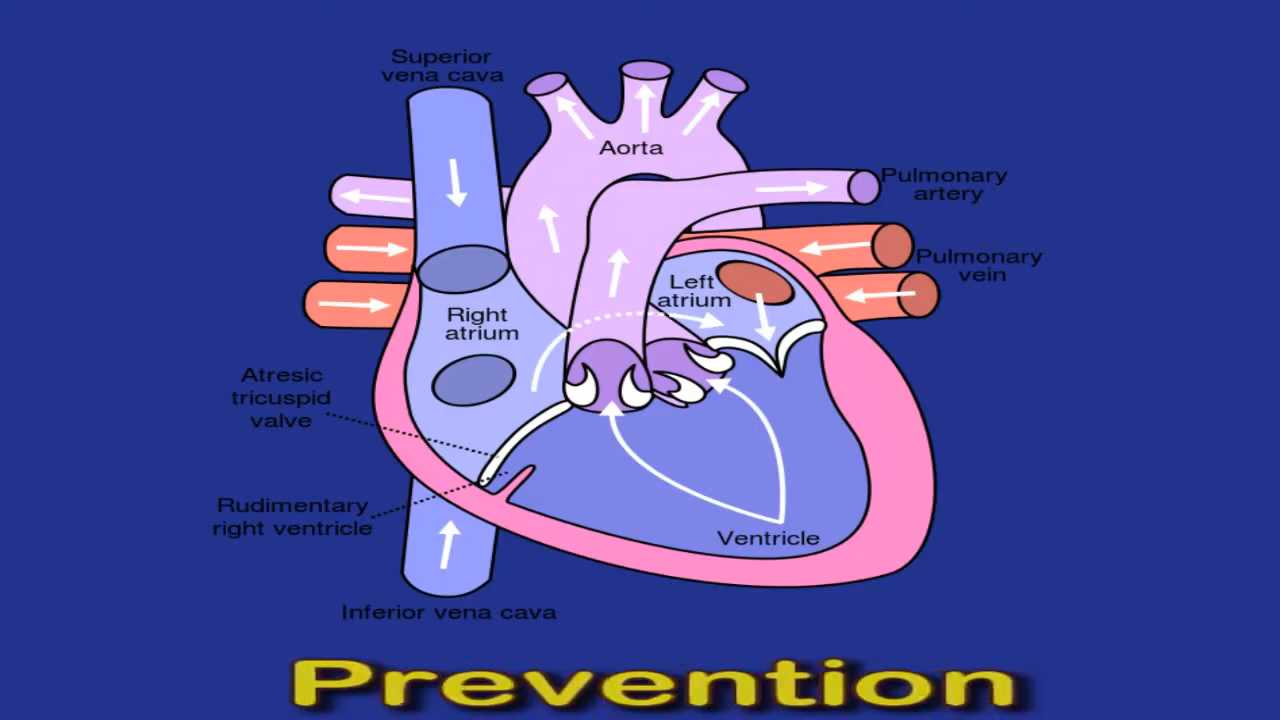 Superior
vena cava
Aorta
Pulmonary
artery
Pulmonary
vein
Left
atrium
Right
atrium
Atresic
tricuspid
valve
Rudimentary
right ventricle
Ventricle
Inferior vena cava
Prevention